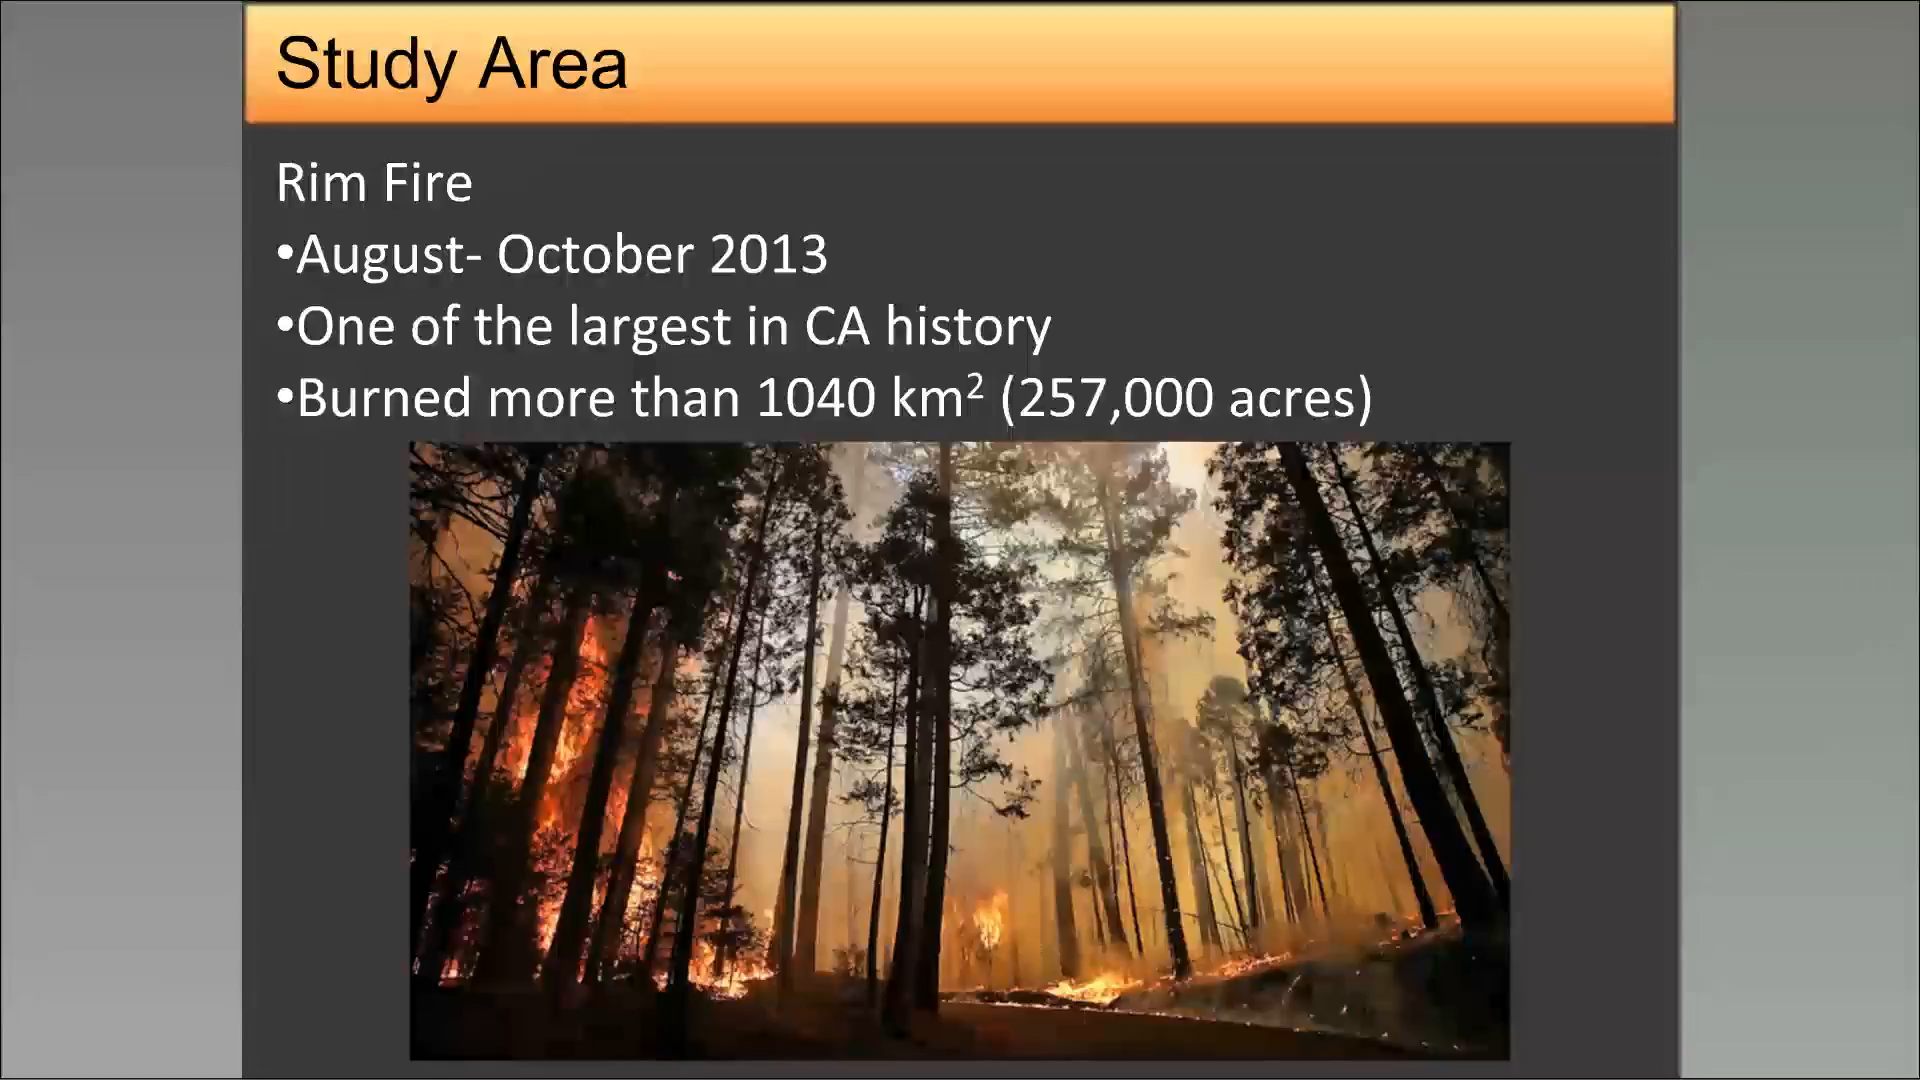 Study Area
Rim Fire
•August- October 2013
•One of the largest in CA history
•Burned more than 1040 km² (257,000 acres)